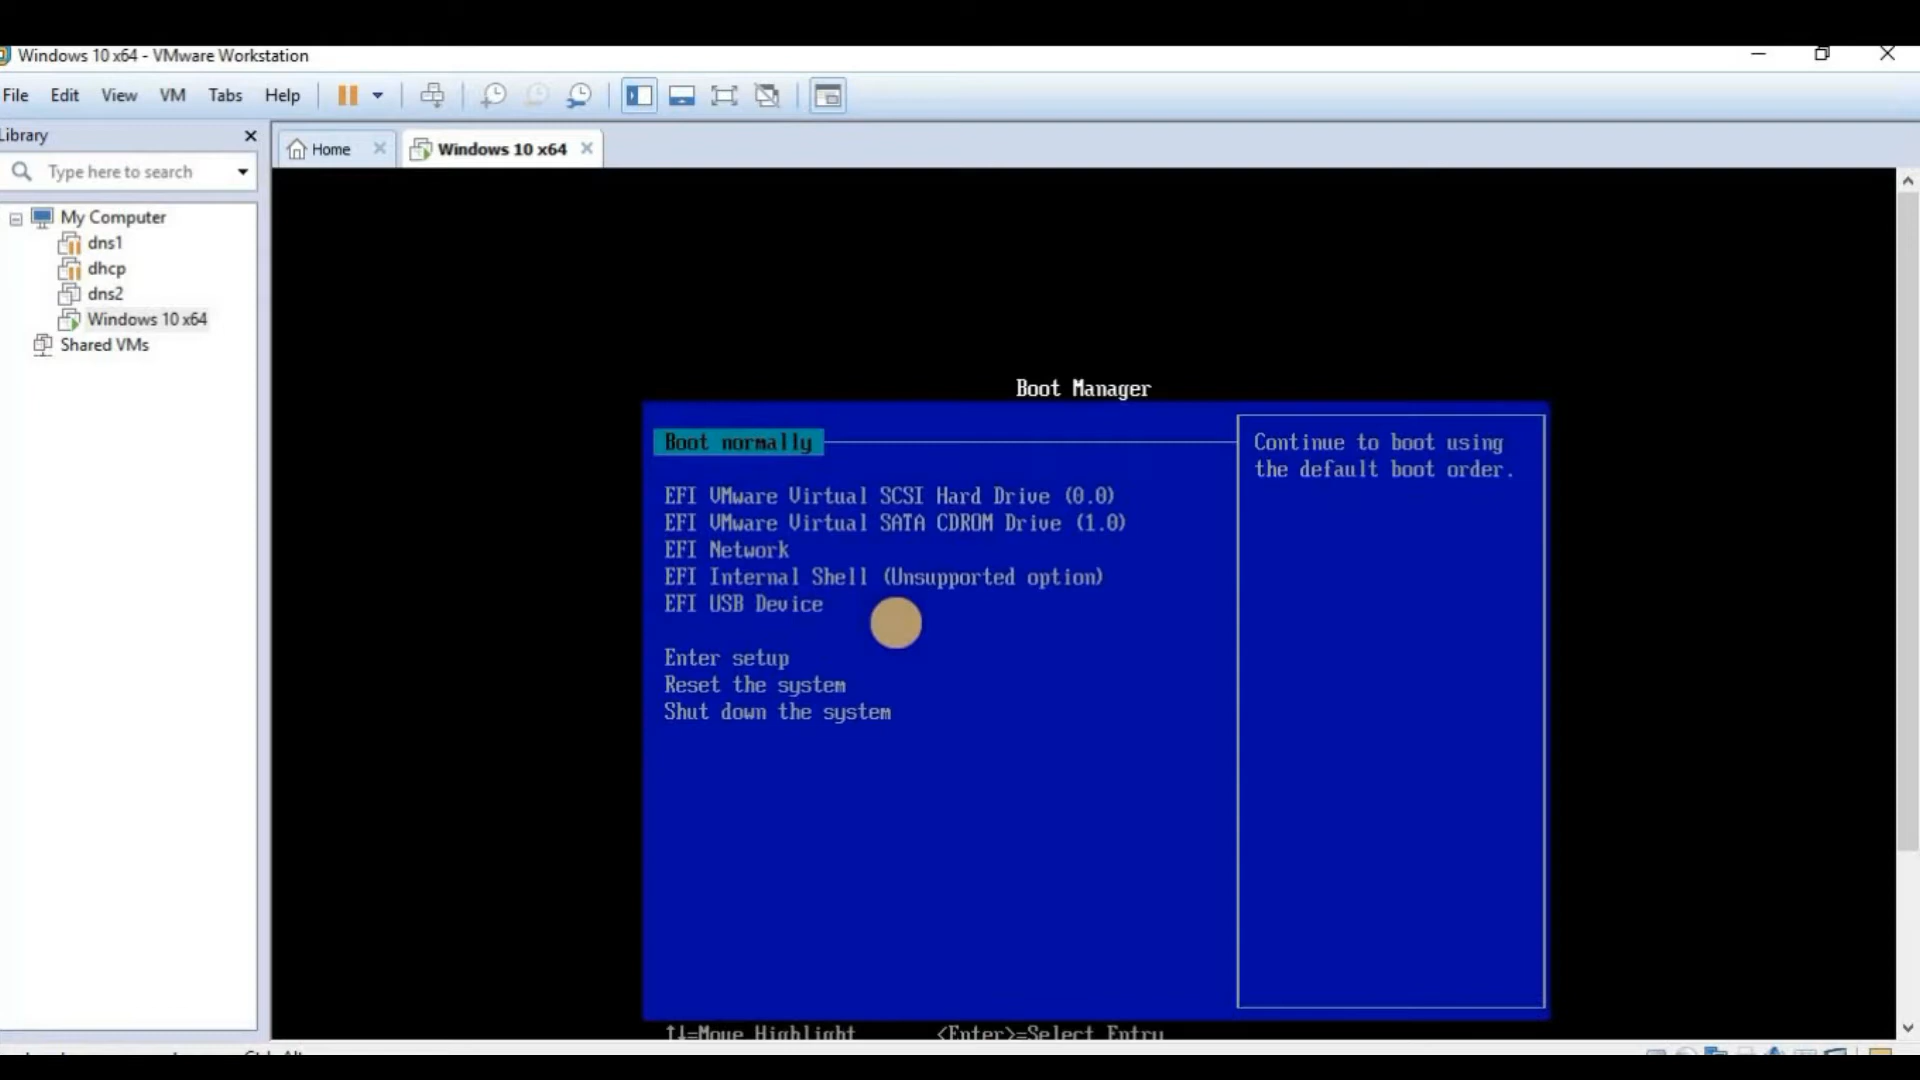 Windows 10 x64 - VMware Workstation
File Edit View VM Tabs Help
Library
Type here to search
Home
Windows 10 x64
My Computer
dns1
dhcp
dns2
Windows 10 x64
Shared VMs
Boot Manager
Boot normally
Continue to boot using
the default boot order.
EFI VMware Virtual SCSI Hard Drive (0.0)
EFI VMware Virtual SATA CDROM Drive (1.0)
EFI Network
EFI Internal Shell (Unsupported option)
EFI USB Device
Enter setup
Reset the system
Shut down the system
↑↓=Move Highlight <Enter>=Select Entry